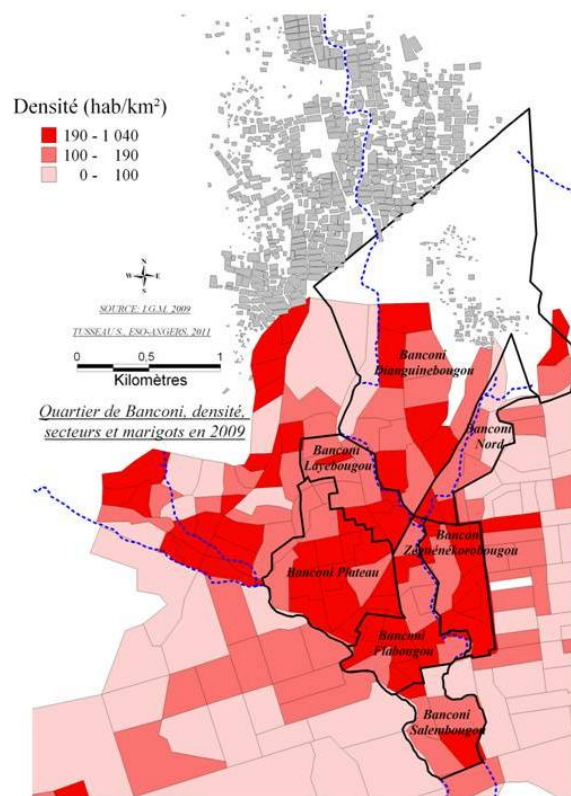 Densité (hab/km²)
190 - 1 040
100 - 190
0 - 100
N
W E
S
SOURCE: I.G.M, 2009
TUSSEAU S., ESO-ANGERS, 2011
0 0,5 1
Kilomètres
Quartier de Banconi, densité,
secteurs et marigots en 2009
Banconi
Dianguinebougou
Banconi
Nord
Banconi
Layebougou
Banconi
Zéguénékorobougou
Banconi Plateau
Banconi
Flabougou
Banconi
Salembougou